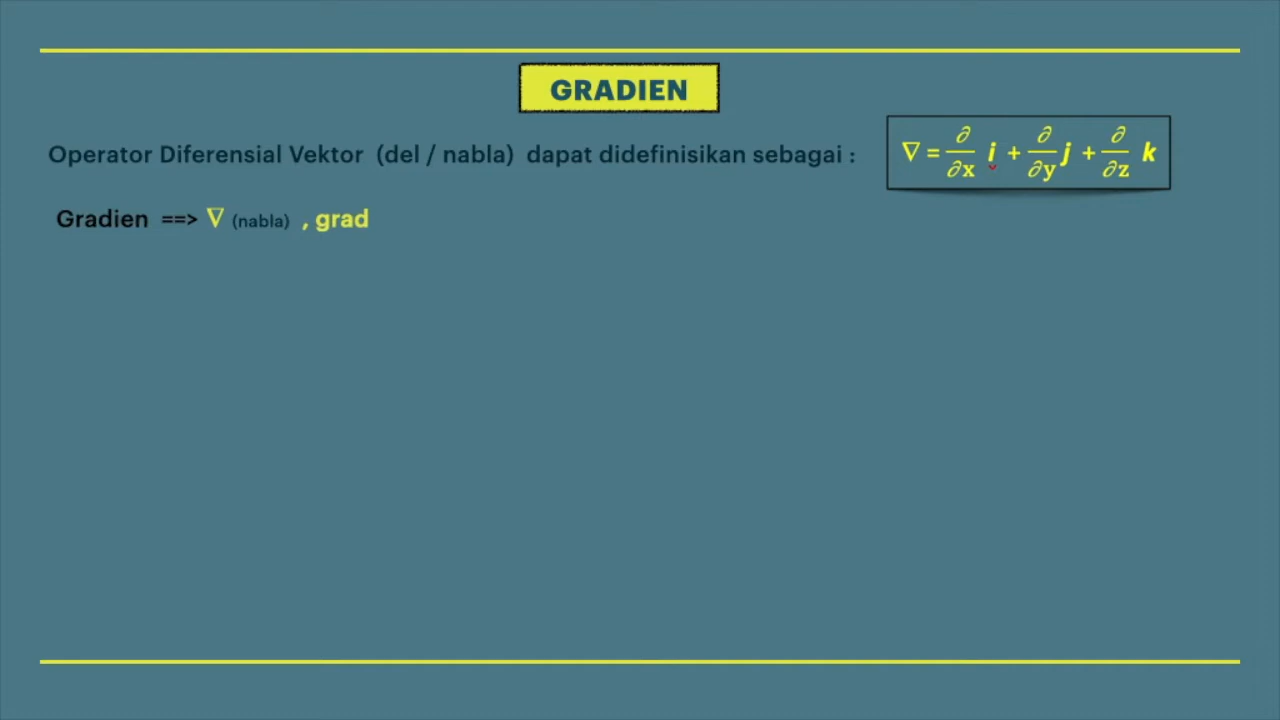 GRADIEN
Operator Diferensial Vektor (del / nabla) dapat didefinisikan sebagai : ∇ = ∂/∂x i + ∂/∂y j + ∂/∂z k
Gradien ==> ∇ (nabla) , grad